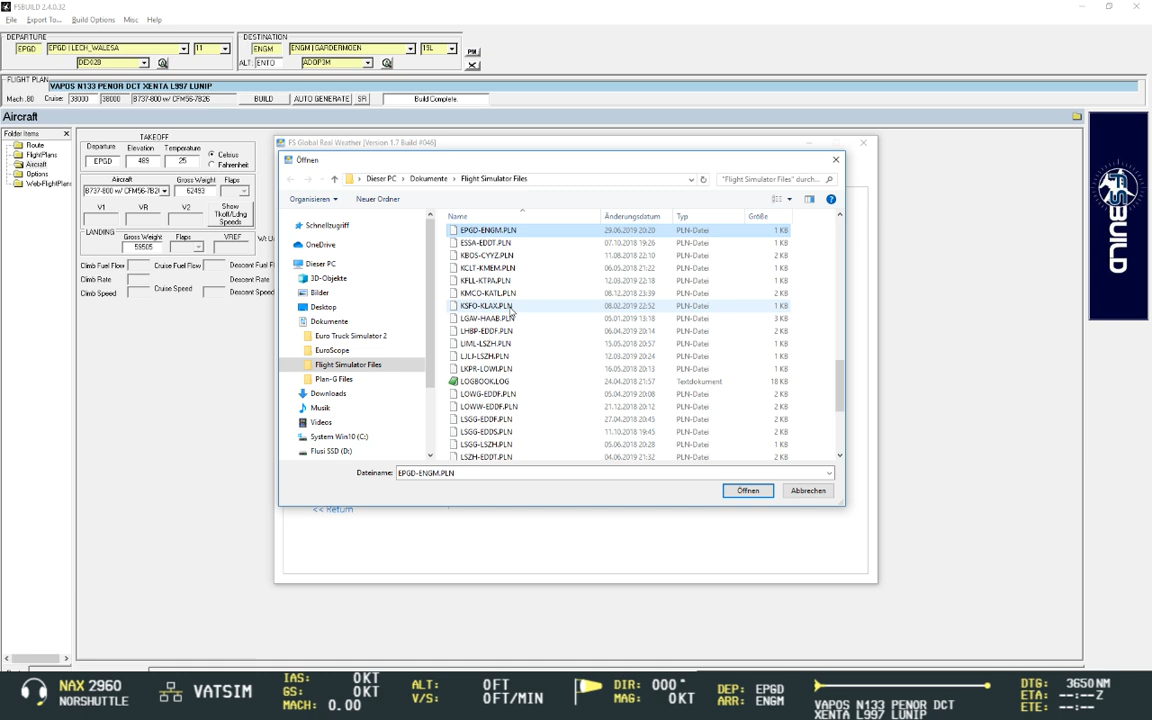 FSBUILD 2.4.0.32
File Export To... Build Options Misc Help
DEPARTURE
EPGD EPGD | LECH_WALESA 11
DEXI2B
DESTINATION
ENGM ENGM | GARDERMOEN 19L
ALT: ENTO ADOP3M
FLIGHT PLAN
VAPOS N133 PENOR DCT XENTA L997 LUNIP
Mach .80 Cruise: 38000 38000 B737-800 w/ CFM56-7B26 BUILD AUTO GENERATE SR Build Complete.
Aircraft
Folder Items
Route
FlightPlans
Aircraft
Options
Web-FlightPlans
TAKEOFF
Departure Elevation Temperature
EPGD 489 25
Celsius
Fahrenheit
Aircraft Gross Weight Flaps
B737-800 w/ CFM56-7B2 62493
V1 VR V2 Show Tkoff/Ldng Speeds
LANDING
Gross Weight Flaps VREF
59505
Climb Fuel Flow Cruise Fuel Flow Descent Fuel Fl
Climb Rate Descent Rate
Climb Speed Cruise Speed Descent Speed
FS Global Real Weather [Version 1.7 Build #046]
Öffnen
Dieser PC Dokumente Flight Simulator Files
"Flight Simulator Files" durch...
Organisieren Neuer Ordner
Schnellzugriff
OneDrive
Dieser PC
3D-Objekte
Bilder
Desktop
Dokumente
Euro Truck Simulator 2
EuroScope
Flight Simulator Files
Plan-G Files
Downloads
Musik
Videos
System Win10 (C:)
Flusi SSD (D:)
Name Änderungsdatum Typ Größe
EPGD-ENGM.PLN 29.06.2019 20:20 PLN-Datei 1 KB
ESSA-EDDT.PLN 07.10.2018 19:26 PLN-Datei 1 KB
KBOS-CYYZ.PLN 11.08.2018 22:10 PLN-Datei 2 KB
KCLT-KMEM.PLN 06.05.2018 21:22 PLN-Datei 1 KB
KFLL-KTPA.PLN 12.03.2019 22:18 PLN-Datei 1 KB
KMCO-KATL.PLN 08.12.2018 23:39 PLN-Datei 2 KB
KSFO-KLAX.PLN 08.02.2019 22:52 PLN-Datei 1 KB
LGAV-HAAB.PLN 05.01.2019 13:18 PLN-Datei 3 KB
LHBP-EDDF.PLN 06.04.2019 20:14 PLN-Datei 2 KB
LIML-LSZH.PLN 15.05.2018 20:57 PLN-Datei 1 KB
LJLJ-LSZH.PLN 12.03.2019 20:24 PLN-Datei 1 KB
LKPR-LOWI.PLN 16.05.2018 20:13 PLN-Datei 1 KB
LOGBOOK.LOG 24.04.2018 21:57 Textdokument 18 KB
LOWG-EDDF.PLN 05.04.2019 20:08 PLN-Datei 2 KB
LOWW-EDDF.PLN 21.12.2018 20:12 PLN-Datei 2 KB
LSGG-EDDF.PLN 27.04.2018 20:45 PLN-Datei 2 KB
LSGG-EDDS.PLN 11.10.2018 19:45 PLN-Datei 2 KB
LSGG-LSZH.PLN 05.06.2018 20:28 PLN-Datei 1 KB
LSZH-EDDT.PLN 04.06.2019 21:32 PLN-Datei 2 KB
Dateiname: EPGD-ENGM.PLN
Öffnen Abbrechen
<< Return
FSBUILD
NAX 2960
NORSHUTTLE
VATSIM
IAS: 0KT
GS: 0KT
MACH: 0.00
ALT: 0FT
V/S: 0FT/MIN
DIR: 000°
MAG: 0KT
DEP: EPGD
ARR: ENGM
VAPOS N133 PENOR DCT
XENTA L997 LUNIP
DTG: 3650NM
ETA: --:--Z
ETE: --:--